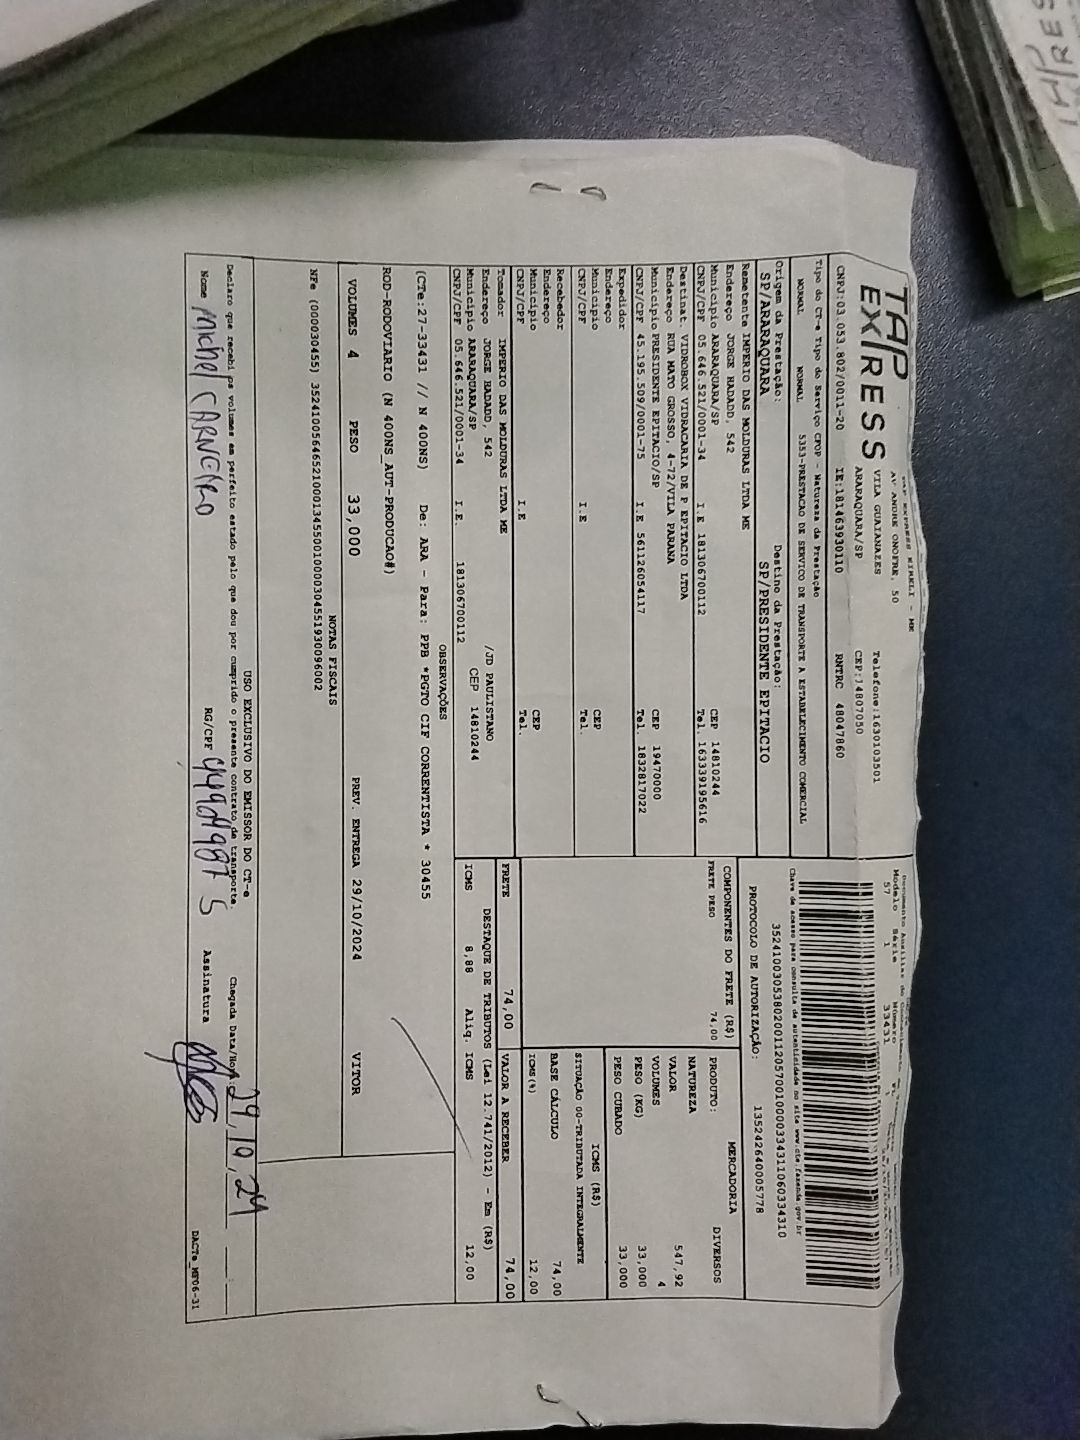 TAP
EXPRESS
AV ANDRE ONOFRE, 50
VILA GUAIANAZES
ARARAQUARA/SP
Telefone:1630103501
CEP:14807050
CNPJ:03.053.802/0011-20 IE:181463930110 RNTRC 48047860
Tipo do CT-e Tipo do Serviço CFOP - Natureza da Prestação
NORMAL NORMAL 5353-PRESTACAO DE SERVICO DE TRANSPORTE A ESTABELECIMENTO COMERCIAL
Origem da Prestação: Destino da Prestação:
SP/ARARAQUARA SP/PRESIDENTE EPITACIO
Modelo Série Número
57 1 33431
Chave de acesso para consulta de autenticidade no site www.cte.fazenda.gov.br
35241003053802001120570010000334311060334310
PROTOCOLO DE AUTORIZAÇÃO: 135242640005778
Remetente IMPERIO DAS MOLDURAS LTDA ME
Endereço JORGE HADADD, 542
Município ARARAQUARA/SP CEP 14810244
CNPJ/CPF 05.646.521/0001-34 I.E 181306700112 Tel. 163339195616
Destinat. VIDROBOX VIDRACARIA DE P EPITACIO LTDA
Endereço RUA MATO GROSSO, 4-72/VILA PARANA
Município PRESIDENTE EPITACIO/SP CEP 19470000
CNPJ/CPF 45.195.509/0001-75 I.E 561126054117 Tel. 1832817022
Expedidor
Endereço
Município CEP
CNPJ/CPF I.E Tel.
Recebedor
Endereço
Município CEP
CNPJ/CPF I.E Tel.
Tomador IMPERIO DAS MOLDURAS LTDA ME
Endereço JORGE HADADD, 542 /JD PAULISTANO
Município ARARAQUARA/SP CEP 14810244
CNPJ/CPF 05.646.521/0001-34 I.E. 181306700112
COMPONENTES DO FRETE (R$)
FRETE PESO 74,00
MERCADORIA
PRODUTO: DIVERSOS
NATUREZA
VALOR 547,92
VOLUMES 4
PESO (KG) 33,000
PESO CUBADO 33,000
ICMS (R$)
SITUAÇÃO 00-TRIBUTADA INTEGRALMENTE
BASE CÁLCULO 74,00
ICMS(%) 12,00
FRETE 74,00 VALOR A RECEBER 74,00
DESTAQUE DE TRIBUTOS (Lei 12.741/2012) - Em (R$)
ICMS 8,88 Aliq. ICMS 12,00
OBSERVAÇÕES
(CTe:27-33431 // N 400NS) De: ARA - Para: PPB *PGTO CIF CORRENTISTA * 30455
ROD-RODOVIARIO (N 400NS_AUT-PRODUCAO#)
VOLUMES 4 PESO 33,000 PREV. ENTREGA 29/10/2024 VITOR
NOTAS FISCAIS
NFe (000030455) 35241005646521000134550010000304551930096002
USO EXCLUSIVO DO EMISSOR DO CT-e
Declaro que recebi os volumes em perfeito estado pelo que dou por cumprido o presente contrato de transporte. Chegada Data/Hora: 29,10,24
Nome Michel CARNEIRO RG/CPF Assinatura
DACTe_MF06-31